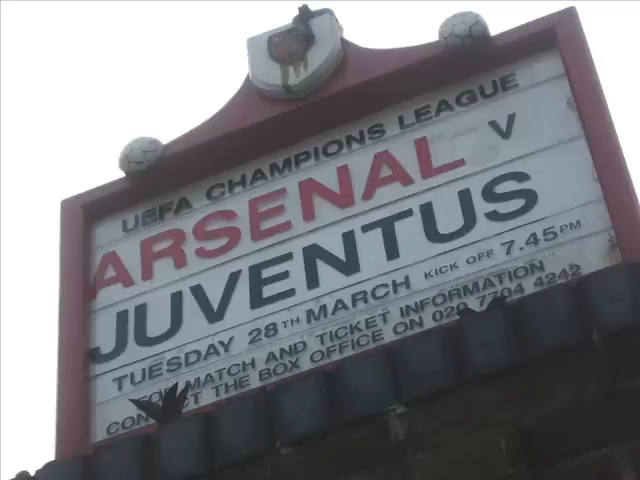 UEFA CHAMPIONS LEAGUE
ARSENAL V
JUVENTUS
TUESDAY 28TH MARCH KICK OFF 7.45PM
FOR MATCH AND TICKET INFORMATION
CONTACT THE BOX OFFICE ON 020 7704 4242